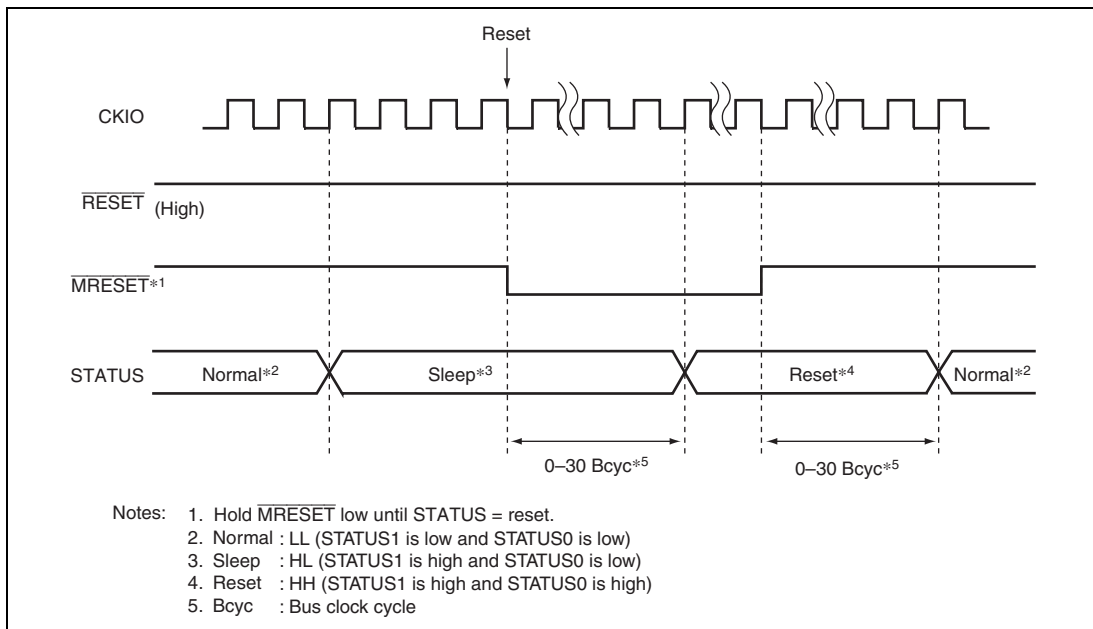 Reset
CKIO
RESET (High)
MRESET*1
STATUS
Normal*2 Sleep*3 Reset*4 Normal*2
0–30 Bcyc*5 0–30 Bcyc*5
Notes: 1. Hold MRESET low until STATUS = reset.
2. Normal : LL (STATUS1 is low and STATUS0 is low)
3. Sleep : HL (STATUS1 is high and STATUS0 is low)
4. Reset : HH (STATUS1 is high and STATUS0 is high)
5. Bcyc : Bus clock cycle